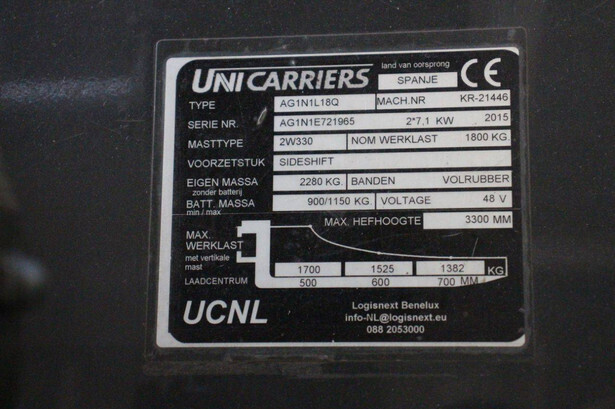 UNICARRIERS land van oorsprong SPANJE CE
TYPE AG1N1L18Q MACH.NR KR-21446
SERIE NR. AG1N1E721965 2*7.1 KW 2015
MASTTYPE 2W330 NOM WERKLAST 1800 KG.
VOORZETSTUK SIDESHIFT
EIGEN MASSA 2280 KG. BANDEN VOLRUBBER
zonder batterij
BATT. MASSA 900/1150 KG. VOLTAGE 48 V
min / max
MAX. HEFHOOGTE 3300 MM
MAX.
WERKLAST
met vertikale
mast 1700 1525 1382 KG
LAADCENTRUM 500 600 700 MM
UCNL
Logisnext Benelux
info-NL@logisnext.eu
088 2053000